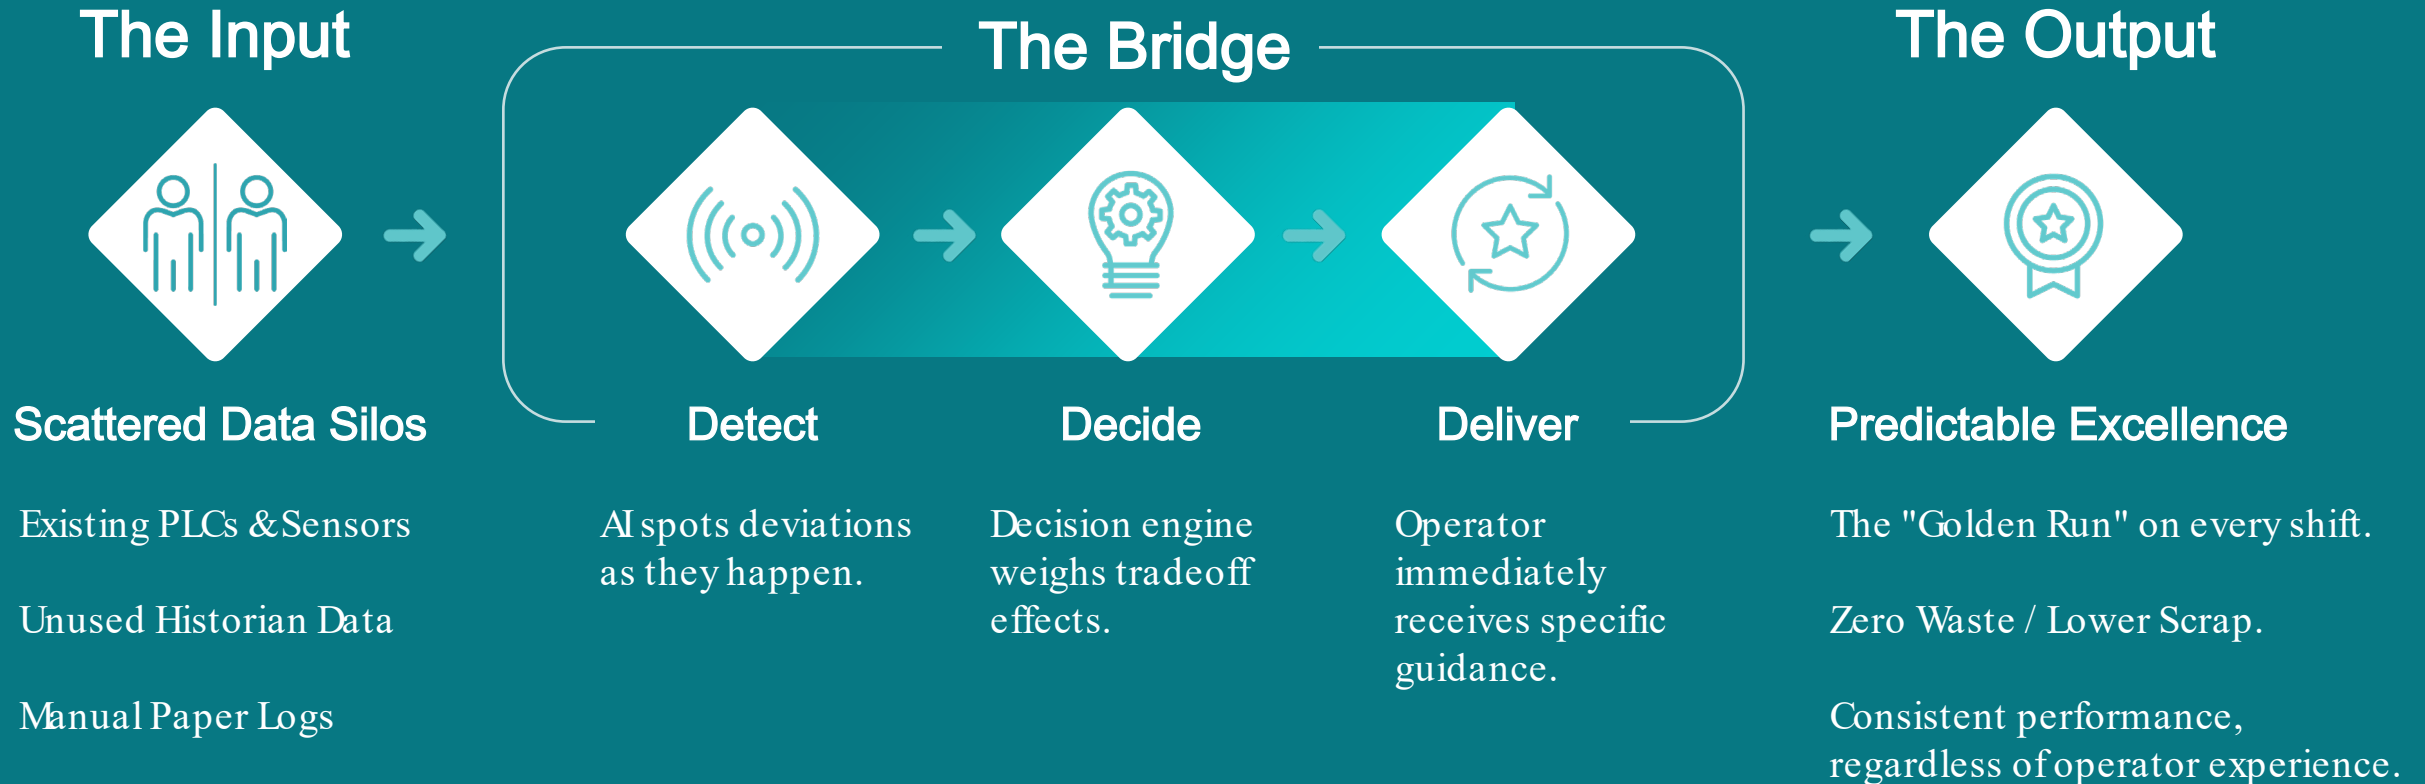 The Input
Scattered Data Silos
Existing PLCs & Sensors
Unused Historian Data
Manual Paper Logs
The Bridge
Detect
AI spots deviations
as they happen.
Decide
Decision engine
weighs tradeoff
effects.
Deliver
Operator
immediately
receives specific
guidance.
The Output
Predictable Excellence
The "Golden Run" on every shift.
Zero Waste / Lower Scrap.
Consistent performance,
regardless of operator experience.